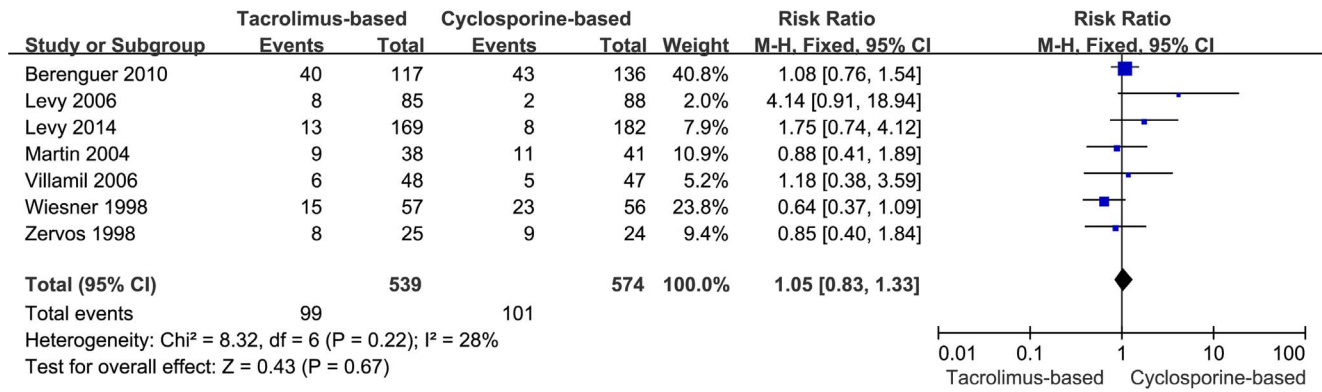 Tacrolimus-based Cyclosporine-based Risk Ratio Risk Ratio
Study or Subgroup Events Total Events Total Weight M-H, Fixed, 95% CI M-H, Fixed, 95% CI
Berenguer 2010 40 117 43 136 40.8% 1.08 [0.76, 1.54]
Levy 2006 8 85 2 88 2.0% 4.14 [0.91, 18.94]
Levy 2014 13 169 8 182 7.9% 1.75 [0.74, 4.12]
Martin 2004 9 38 11 41 10.9% 0.88 [0.41, 1.89]
Villamil 2006 6 48 5 47 5.2% 1.18 [0.38, 3.59]
Wiesner 1998 15 57 23 56 23.8% 0.64 [0.37, 1.09]
Zervos 1998 8 25 9 24 9.4% 0.85 [0.40, 1.84]
Total (95% CI) 539 574 100.0% 1.05 [0.83, 1.33]
Total events 99 101
Heterogeneity: Chi² = 8.32, df = 6 (P = 0.22); I² = 28%
Test for overall effect: Z = 0.43 (P = 0.67)
0.01 0.1 1 10 100
Tacrolimus-based Cyclosporine-based